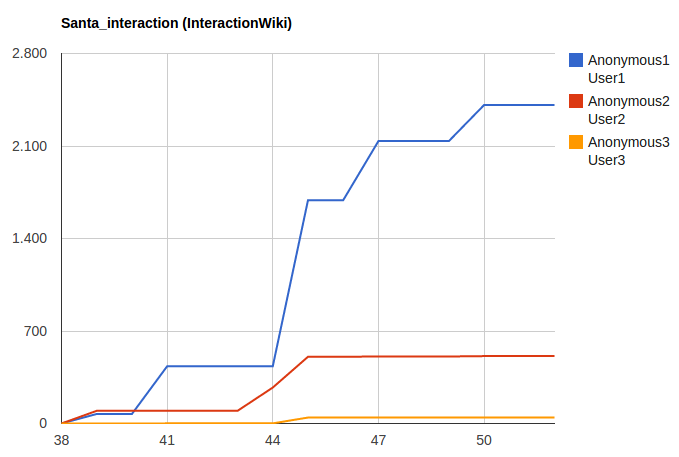 Santa_interaction (InteractionWiki)
2.800
2.100
1.400
700
0
38 41 44 47 50
Anonymous1
User1
Anonymous2
User2
Anonymous3
User3